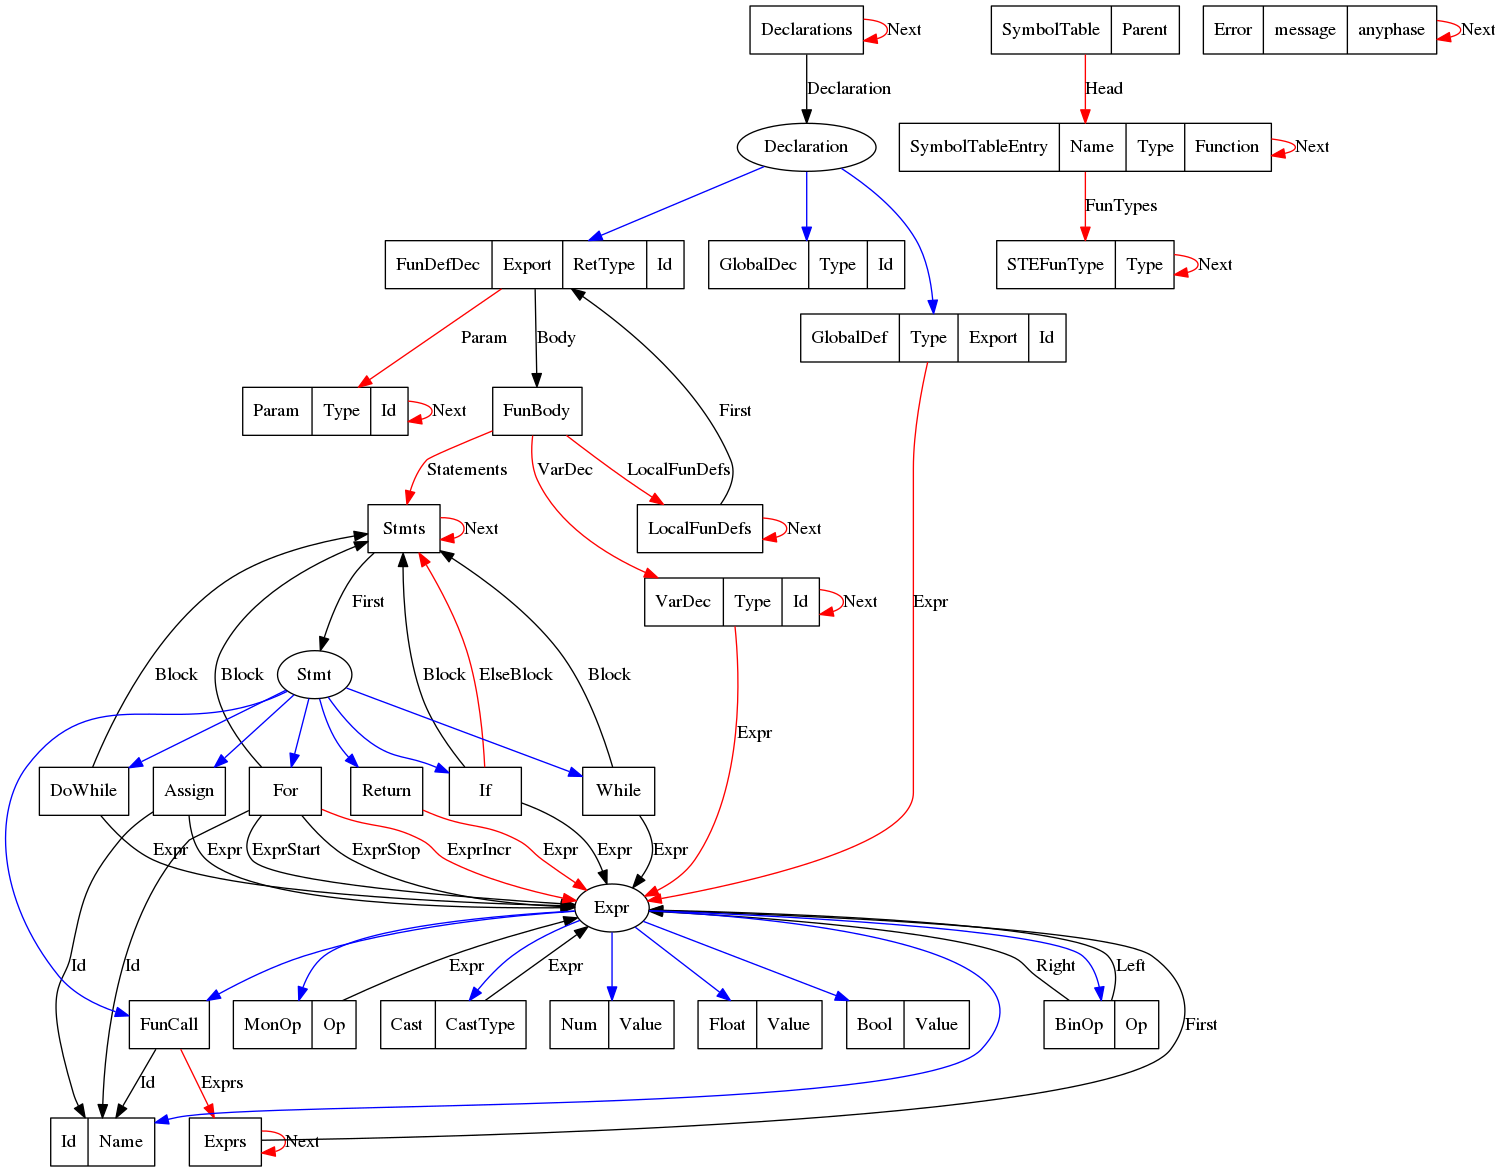 Declarations
Next
SymbolTable Parent
Error message anyphase
Next
Declaration
Head
Declaration
SymbolTableEntry Name Type Function
Next
FunTypes
FunDefDec Export RetType Id
GlobalDec Type Id
STEFunType Type
Next
GlobalDef Type Export Id
Param
Body
Param Type Id
Next
FunBody
First
Statements
VarDec
LocalFunDefs
Stmts
Next
LocalFunDefs
Next
First
VarDec Type Id
Next
Expr
Block
Block
Stmt
Block
ElseBlock
Block
Expr
DoWhile
Assign
For
Return
If
While
Expr
Expr
ExprStart
ExprStop
ExprIncr
Expr
Expr
Expr
Expr
Id
Id
Expr
Expr
Right
Left
FunCall
MonOp Op
Cast CastType
Num Value
Float Value
Bool Value
BinOp Op
First
Id
Exprs
Id Name
Exprs
Next